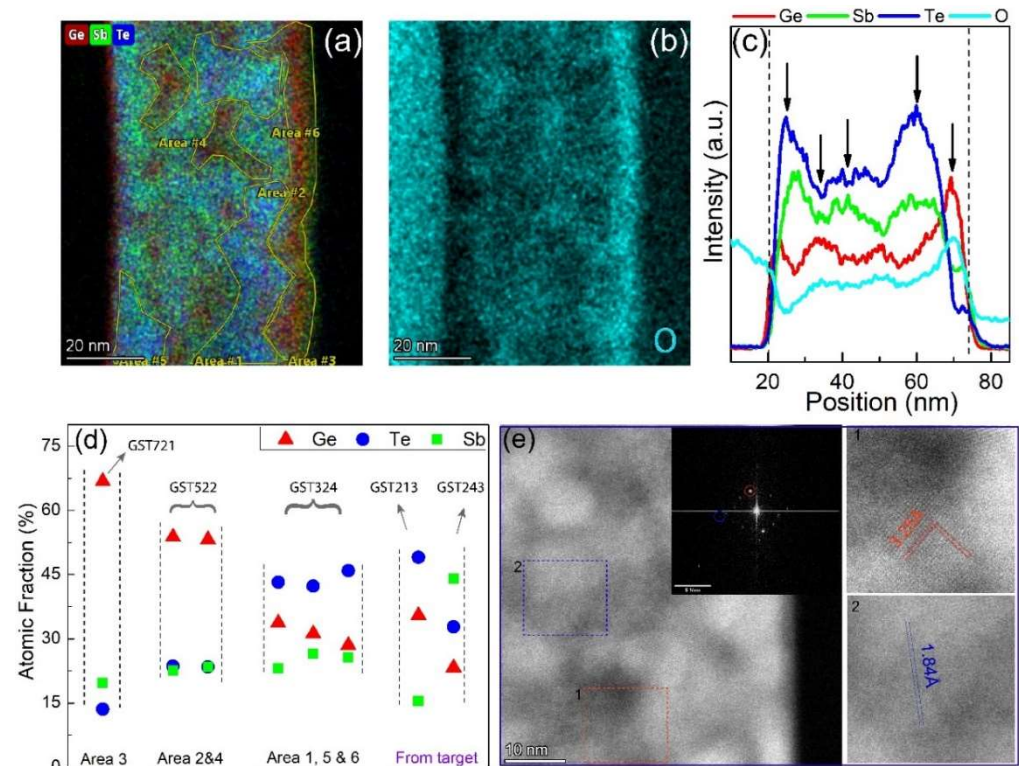 Ge Sb Te
(a)
Area #4
Area #6
Area #2
20 nm
Area #5
Area #1
Area #3
(b)
20 nm
O
Ge Sb Te O
(c)
Intensity (a.u.)
20 40 60 80
Position (nm)
(d)
Ge Te Sb
GST721
GST522
GST324
GST213
GST243
75
60
45
30
15
0
Atomic Fraction (%)
Area 3
Area 2&4
Area 1, 5 & 6
From target
(e)
2
1
10 nm
1
2
1.84Å